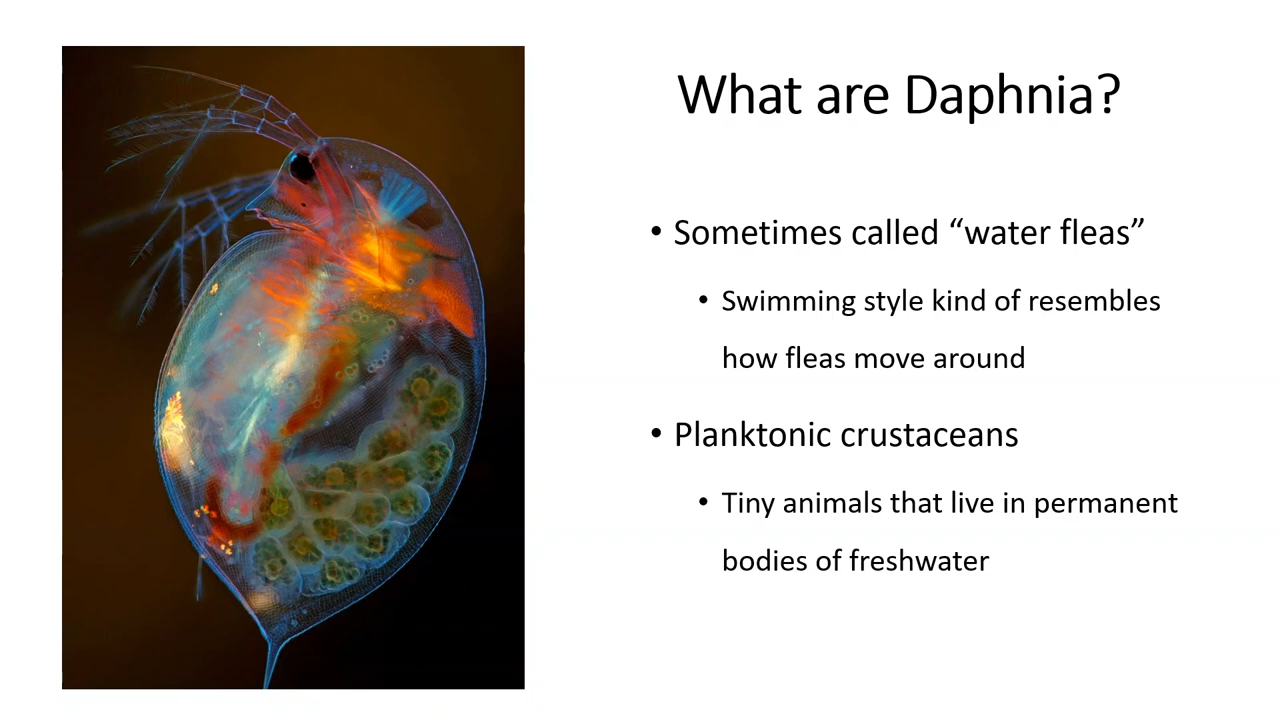 What are Daphnia?
• Sometimes called “water fleas”
• Swimming style kind of resembles
how fleas move around
• Planktonic crustaceans
• Tiny animals that live in permanent
bodies of freshwater